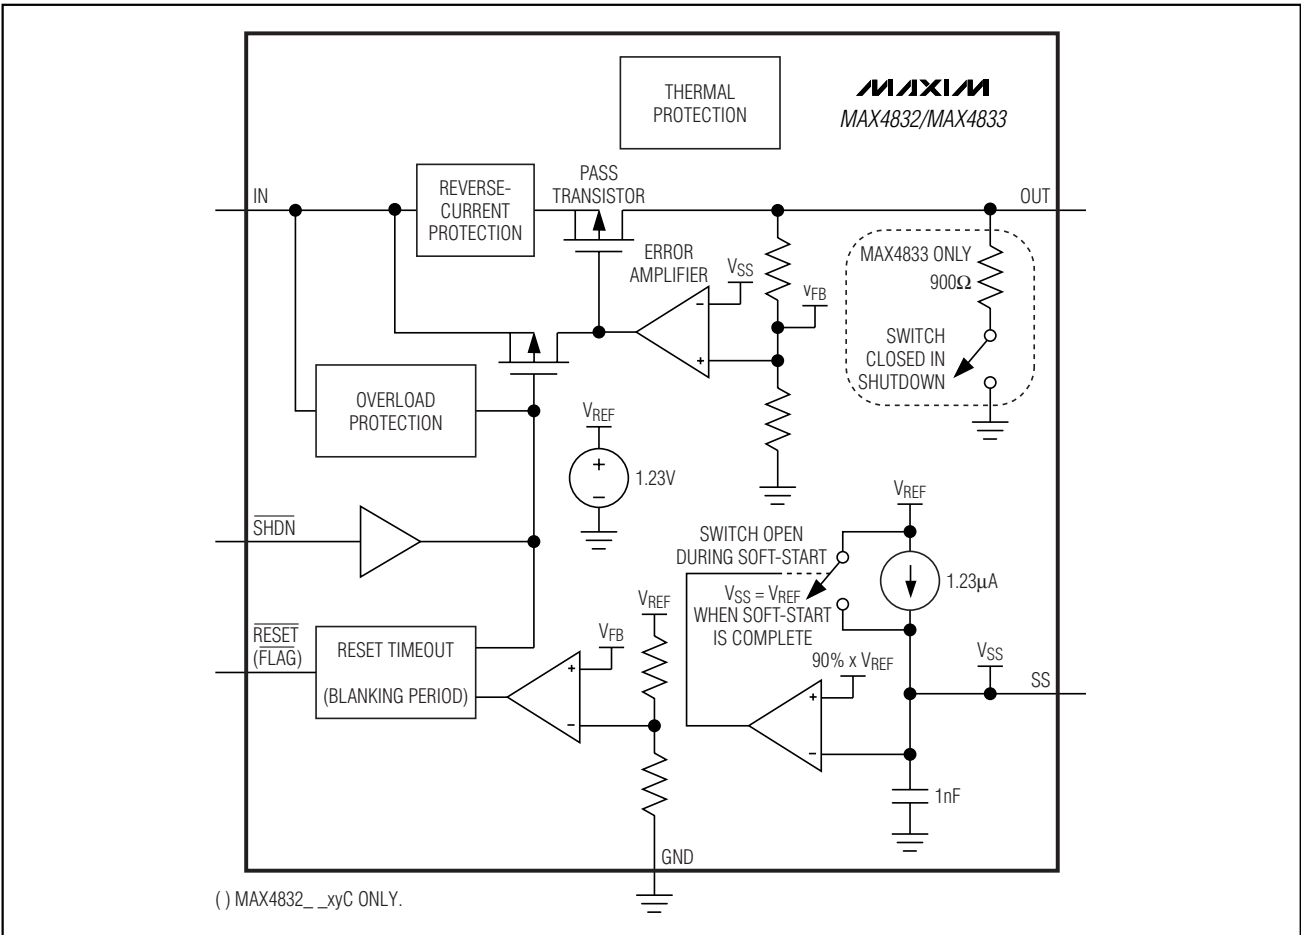 THERMAL
PROTECTION
MAXIM
MAX4832/MAX4833
IN
REVERSE-
CURRENT
PROTECTION
PASS
TRANSISTOR
OUT
ERROR
AMPLIFIER
VSS
-
+
vFB
MAX4833 ONLY
900Ω
SWITCH
CLOSED IN
SHUTDOWN
OVERLOAD
PROTECTION
VREF
+
-
1.23V
SHDN
VREF
SWITCH OPEN
DURING SOFT-START
1.23μA
VSS = VREF
WHEN SOFT-START
IS COMPLETE
RESET
(FLAG)
RESET TIMEOUT
(BLANKING PERIOD)
VFB
+
-
VREF
90% x VREF
+
-
VSS
SS
1nF
GND
( ) MAX4832_ _xyC ONLY.